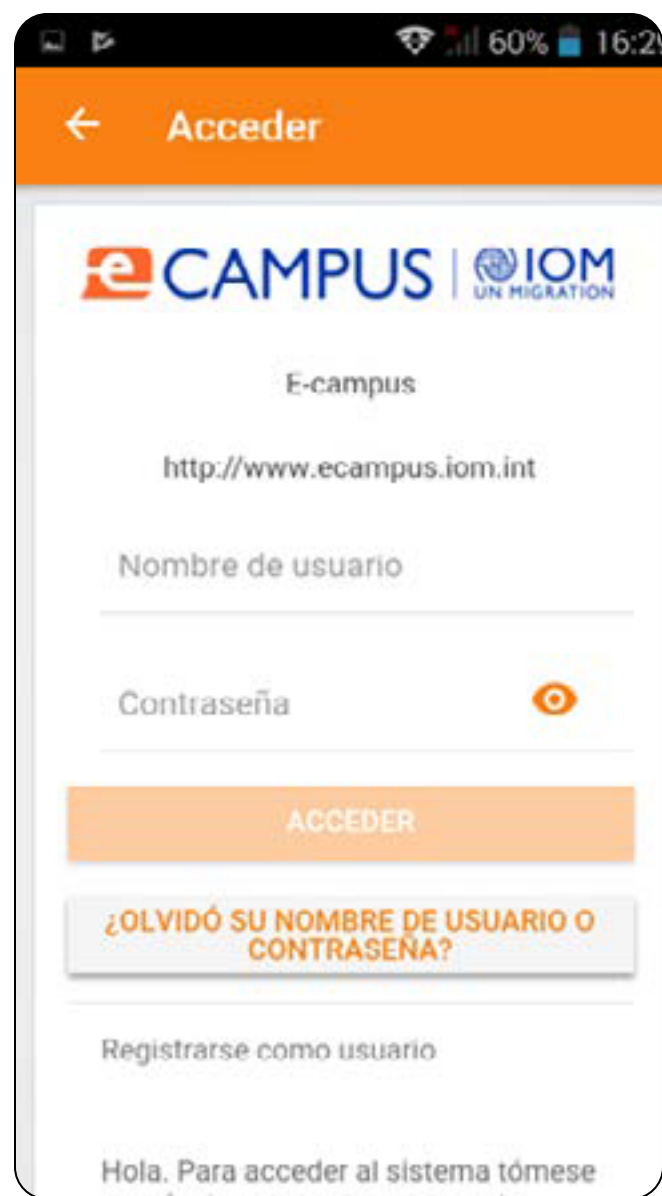 60% 16:29
Acceder
e CAMPUS | IOM
UN MIGRATION
E-campus
http://www.ecampus.iom.int
Nombre de usuario
Contraseña
ACCEDER
¿OLVIDÓ SU NOMBRE DE USUARIO O
CONTRASEÑA?
Registrarse como usuario
Hola. Para acceder al sistema tómese